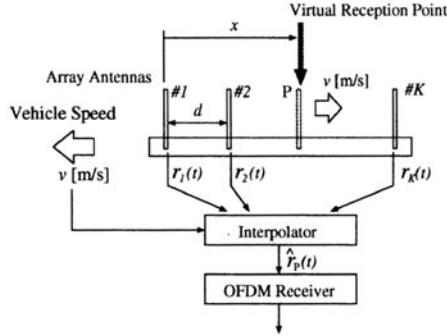 Virtual Reception Point
x
Array Antennas
#1
#2
P
v [m/s]
#K
d
Vehicle Speed
v [m/s]
r1(t)
r2(t)
rK(t)
Interpolator
r̂P(t)
OFDM Receiver